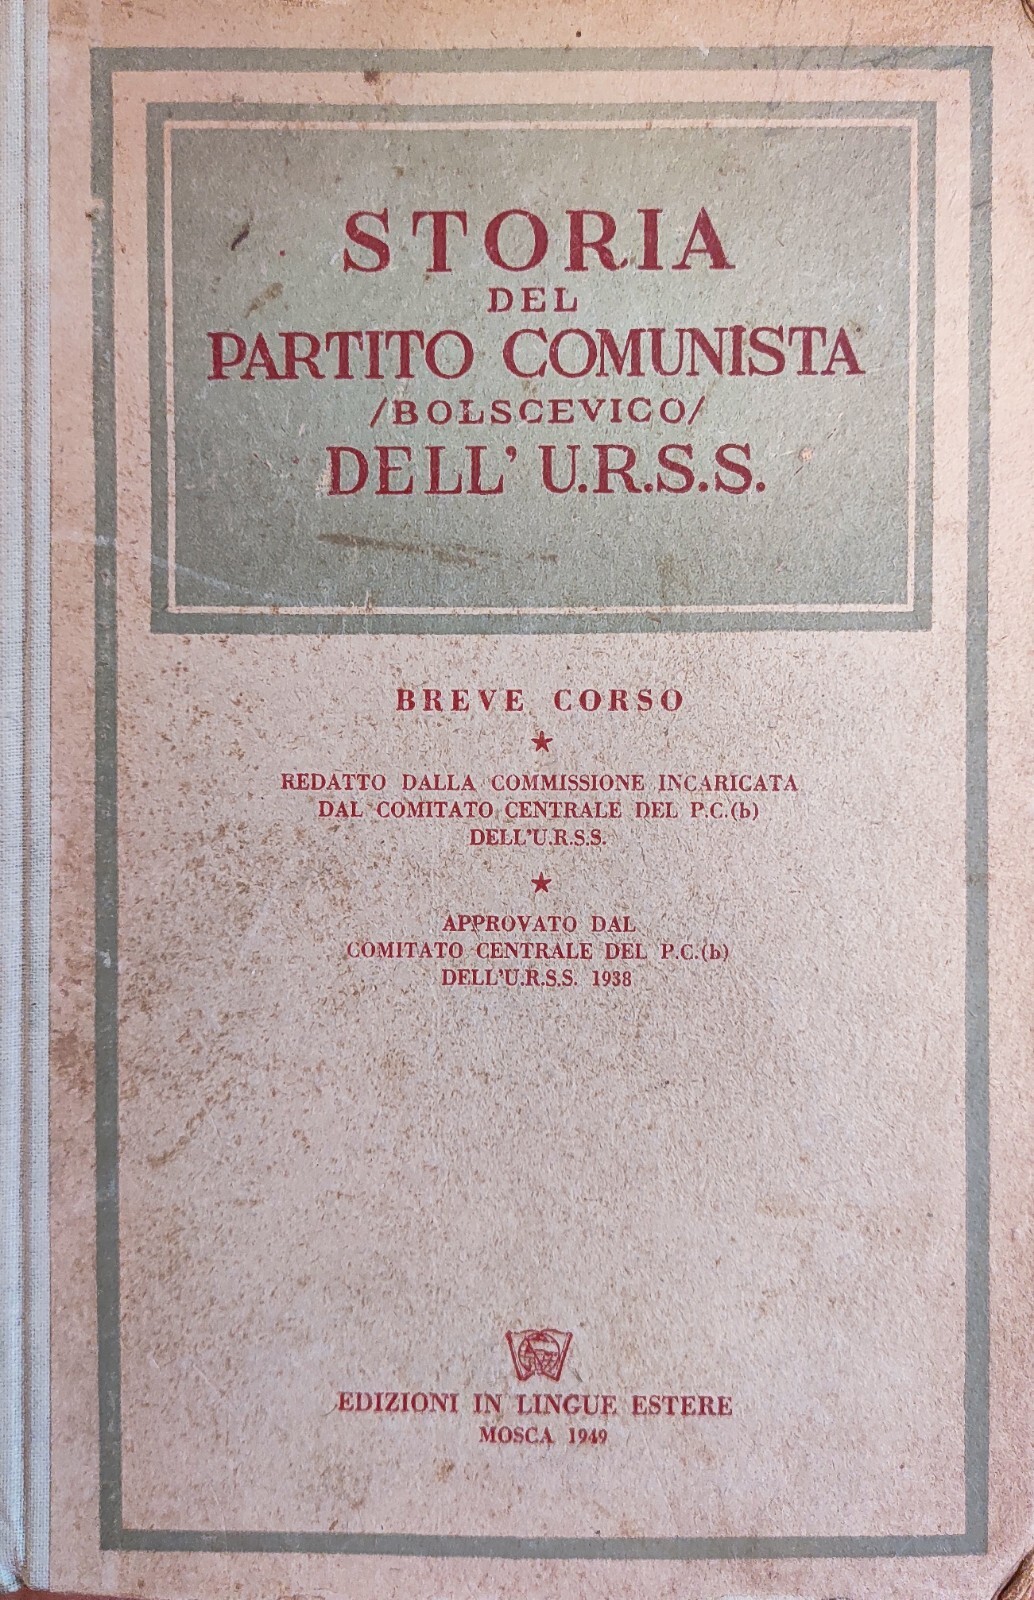 STORIA
DEL
PARTITO COMUNISTA
/BOLSCEVICO/
DELL' U.R.S.S.
BREVE CORSO
REDATTO DALLA COMMISSIONE INCARICATA
DAL COMITATO CENTRALE DEL P.C.(b)
DELL'U.R.S.S.
APPROVATO DAL
COMITATO CENTRALE DEL P.C.(b)
DELL'U.R.S.S. 1938
EDIZIONI IN LINGUE ESTERE
MOSCA 1949